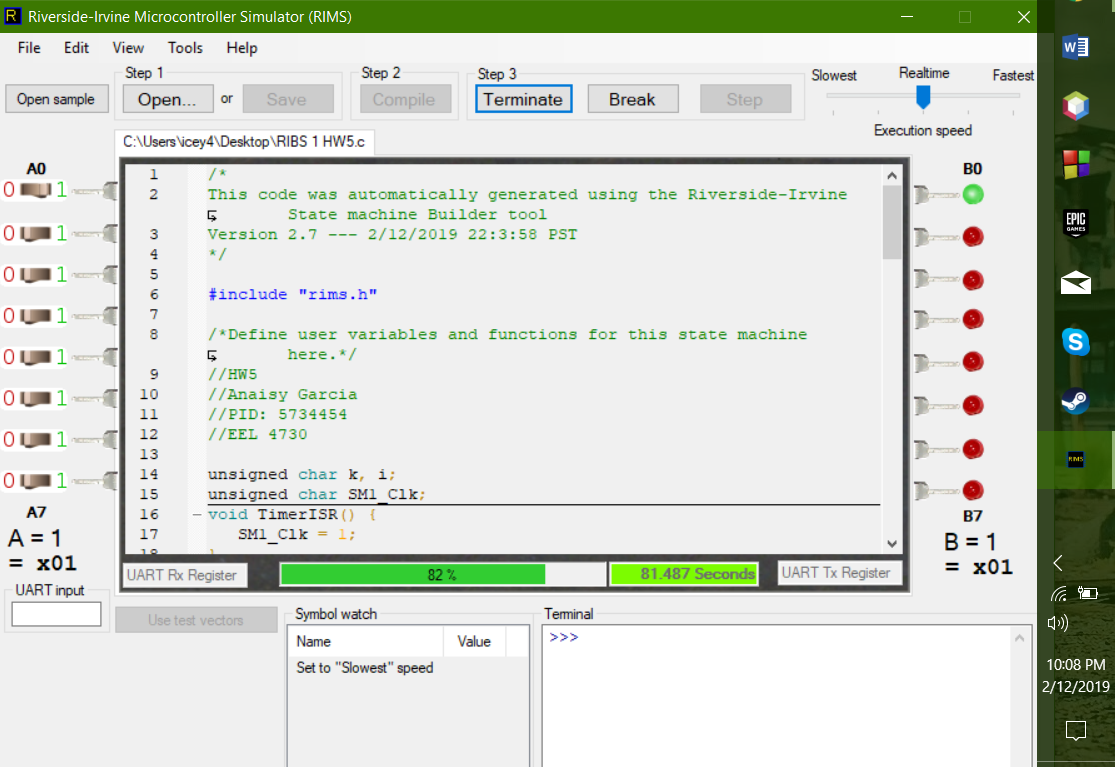 Riverside-Irvine Microcontroller Simulator (RIMS)
File Edit View Tools Help
Step 1
Step 2
Step 3
Slowest Realtime Fastest
Open sample
Open... or Save
Compile
Terminate Break Step
Execution speed
C:\Users\icey4\Desktop\RIBS 1 HW5.c
A0
0 1
0 1
0 1
0 1
0 1
0 1
0 1
0 1
A7
A = 1
= x01
1 /*
2 This code was automatically generated using the Riverside-Irvine
State machine Builder tool
3 Version 2.7 --- 2/12/2019 22:3:58 PST
4 */
5
6 #include "rims.h"
7
8 /*Define user variables and functions for this state machine
here.*/
9 //HW5
10 //Anaisy Garcia
11 //PID: 5734454
12 //EEL 4730
13
14 unsigned char k, i;
15 unsigned char SM1_Clk;
16 void TimerISR() {
17 SM1_Clk = 1;
18 }
B0
B7
B = 1
= x01
UART Rx Register
82 %
81.487 Seconds
UART Tx Register
UART input
Use test vectors
Symbol watch
Name Value
Set to "Slowest" speed
Terminal
>>>
W
EPIC
GAMES
S
RIMS
10:08 PM
2/12/2019